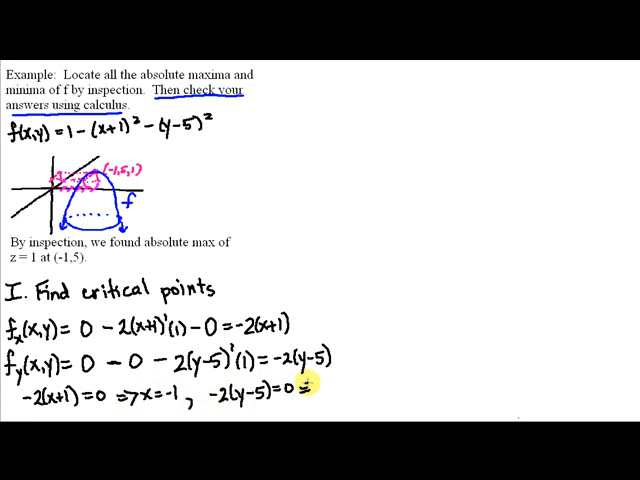 Example: Locate all the absolute maxima and
minima of f by inspection. Then check your
answers using calculus.
f(x,y) = 1 - (x+1)² - (y-5)²
(-1,5,1)
f
By inspection, we found absolute max of
z = 1 at (-1,5).
I. Find critical points
fₓ(x,y) = 0 - 2(x+1)¹(1) - 0 = -2(x+1)
fᵧ(x,y) = 0 - 0 - 2(y-5)¹(1) = -2(y-5)
-2(x+1) = 0 => x = -1, -2(y-5) = 0 =